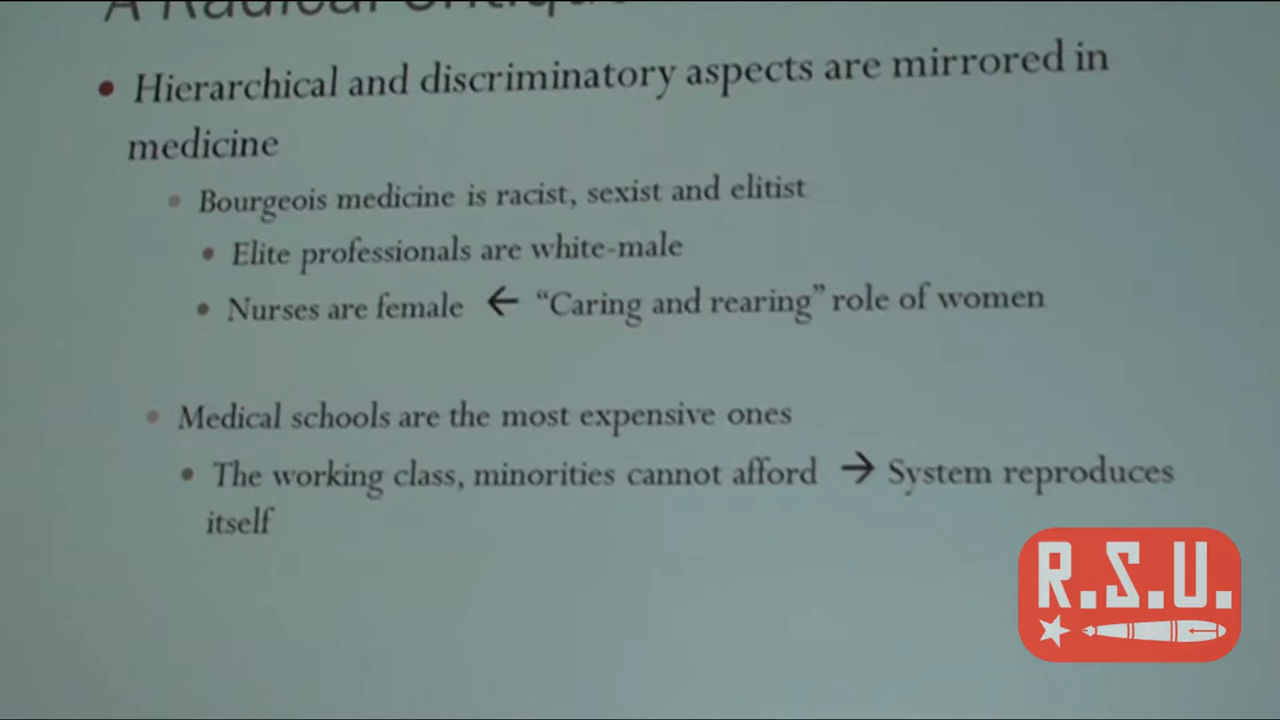 A Radical Critique
• Hierarchical and discriminatory aspects are mirrored in
medicine
• Bourgeois medicine is racist, sexist and elitist
• Elite professionals are white-male
• Nurses are female ← “Caring and rearing” role of women
• Medical schools are the most expensive ones
• The working class, minorities cannot afford → System reproduces
itself
R.S.U.